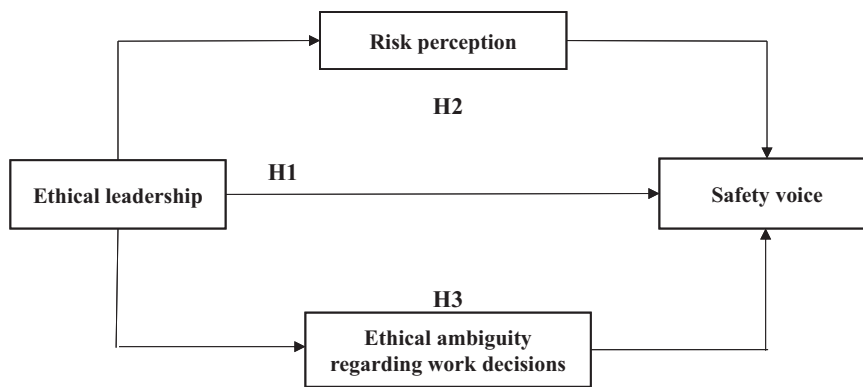 Risk perception
H2
H1
Ethical leadership
Safety voice
H3
Ethical ambiguity
regarding work decisions